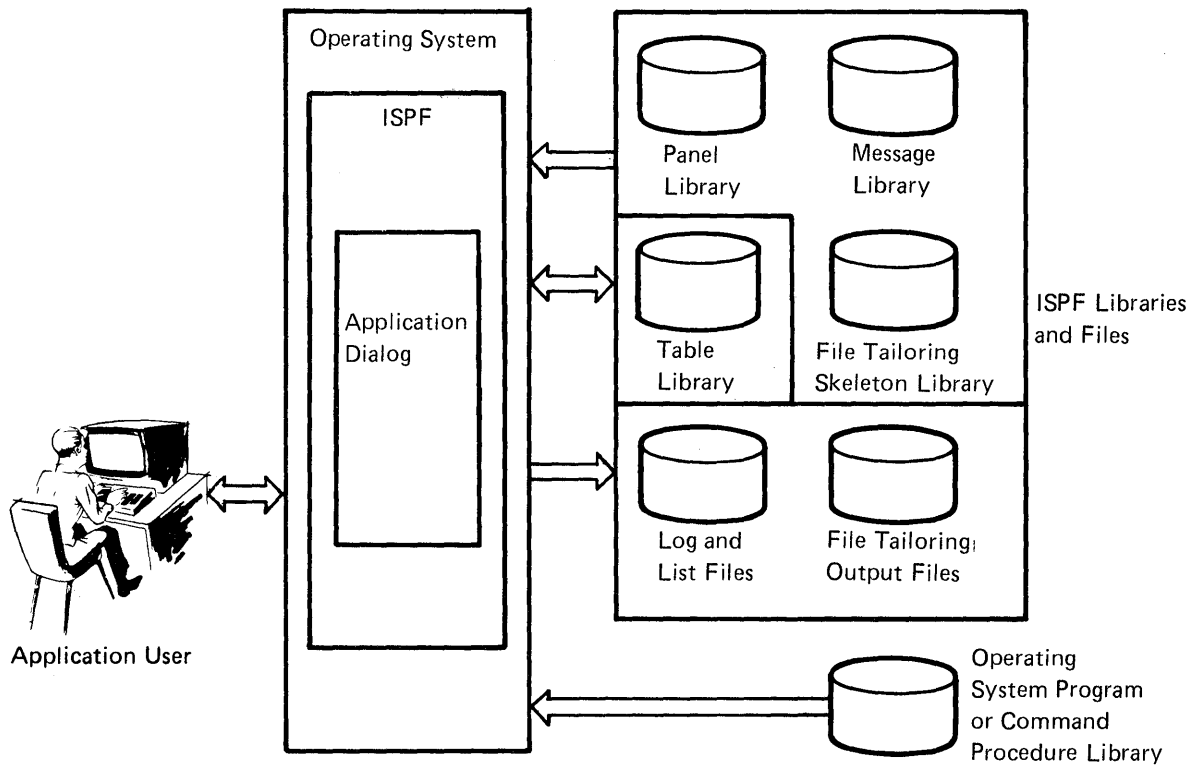 Operating System
ISPF
Application
Dialog
Application User
Panel
Library
Message
Library
Table
Library
File Tailoring
Skeleton Library
Log and
List Files
File Tailoring
Output Files
ISPF Libraries
and Files
Operating
System Program
or Command
Procedure Library